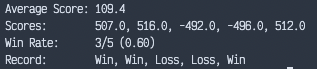 Average Score: 109.4
Scores:        507.0, 516.0, -492.0, -496.0, 512.0
Win Rate:      3/5 (0.60)
Record:        Win, Win, Loss, Loss, Win